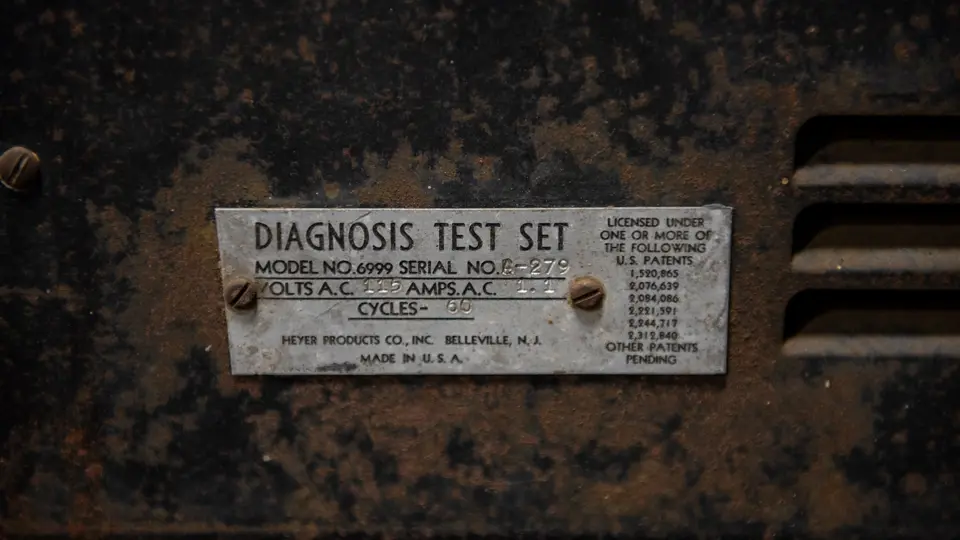 DIAGNOSIS TEST SET
MODEL NO. 6999 SERIAL NO. -279
VOLTS A.C. 115 AMPS. A.C. 1.1
CYCLES- 60
HEYER PRODUCTS CO., INC. BELLEVILLE, N. J.
MADE IN U. S. A.
LICENSED UNDER
ONE OR MORE OF
THE FOLLOWING
U.S. PATENTS
1,520,865
2,076,639
2,084,086
2,221,591
2,244,717
2,312,840
OTHER PATENTS
PENDING